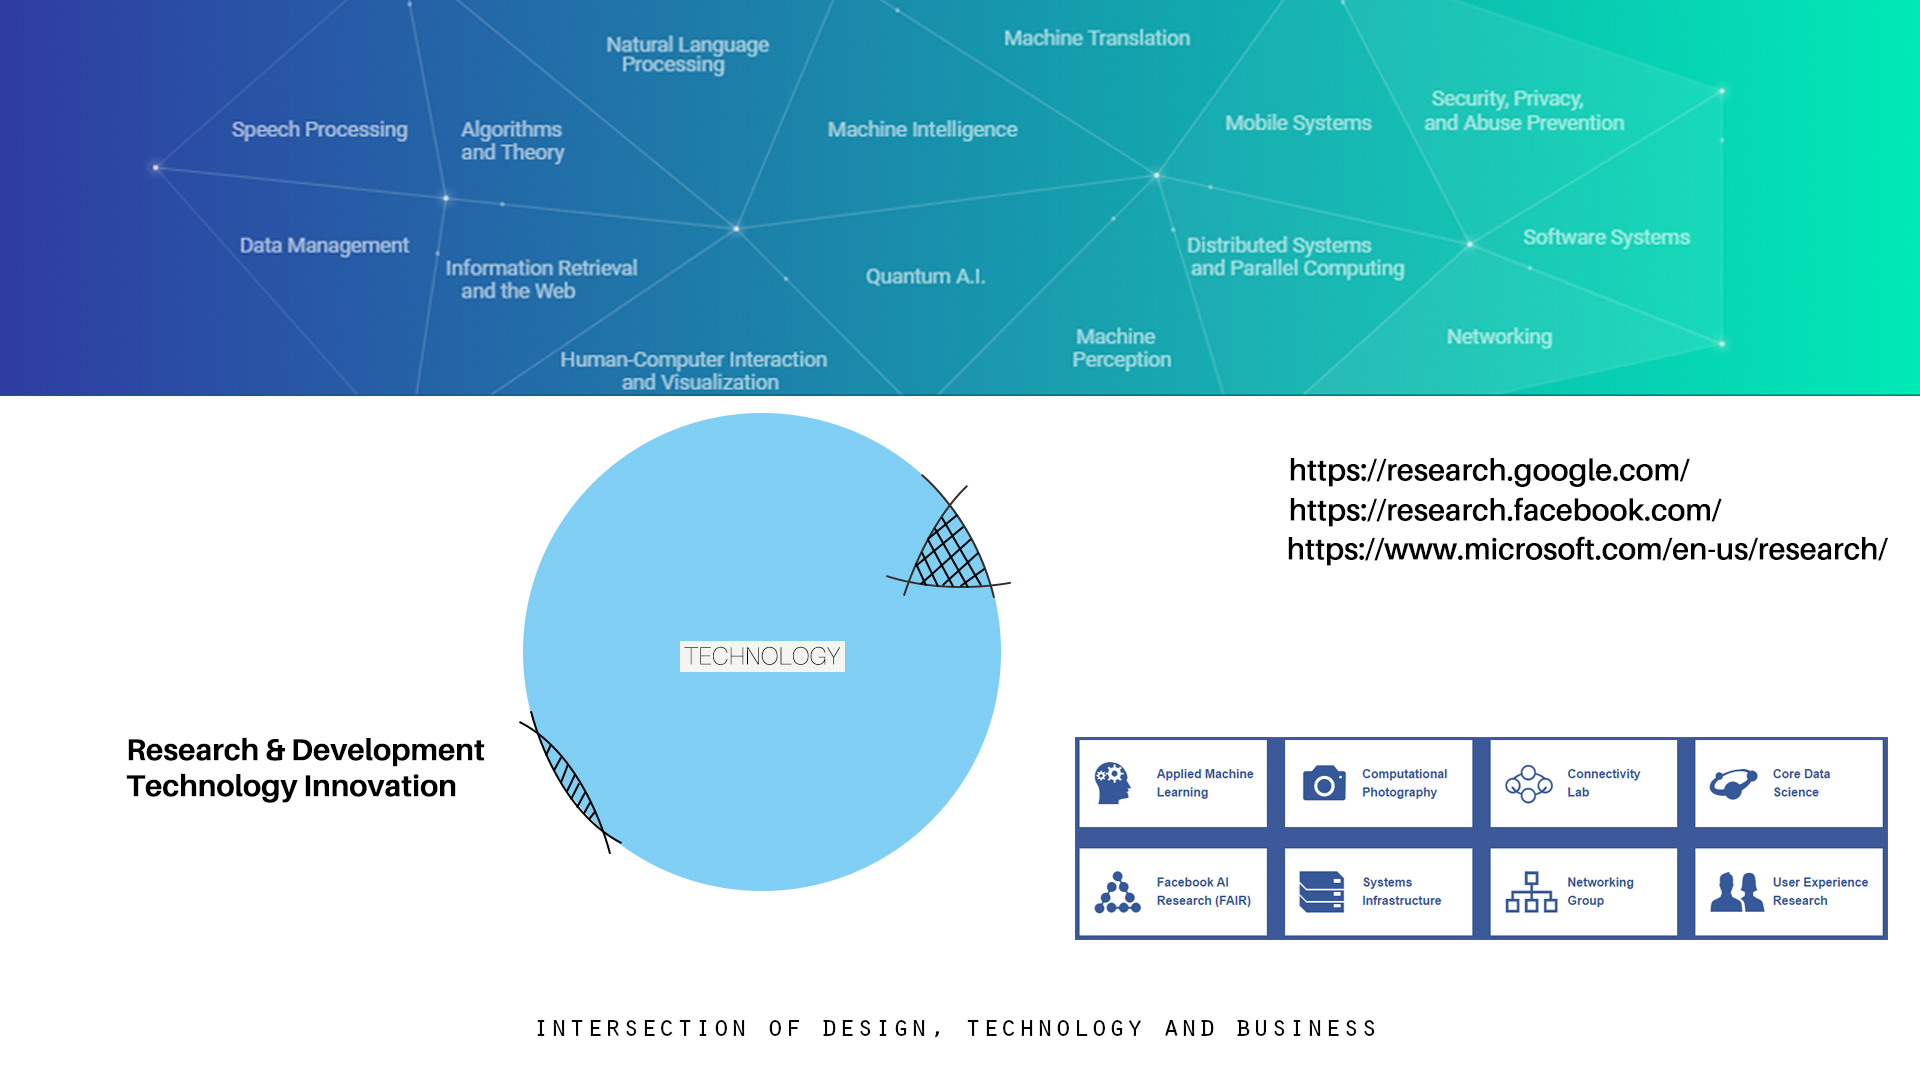 Natural Language
Processing
Machine Translation
Speech Processing
Algorithms
and Theory
Machine Intelligence
Mobile Systems
Security, Privacy,
and Abuse Prevention
Data Management
Information Retrieval
and the Web
Quantum A.I.
Distributed Systems
and Parallel Computing
Software Systems
Human-Computer Interaction
and Visualization
Machine
Perception
Networking
https://research.google.com/
https://research.facebook.com/
https://www.microsoft.com/en-us/research/
TECHNOLOGY
Research & Development
Technology Innovation
Applied Machine
Learning
Computational
Photography
Connectivity
Lab
Core Data
Science
Facebook AI
Research (FAIR)
Systems
Infrastructure
Networking
Group
User Experience
Research
INTERSECTION OF DESIGN, TECHNOLOGY AND BUSINESS